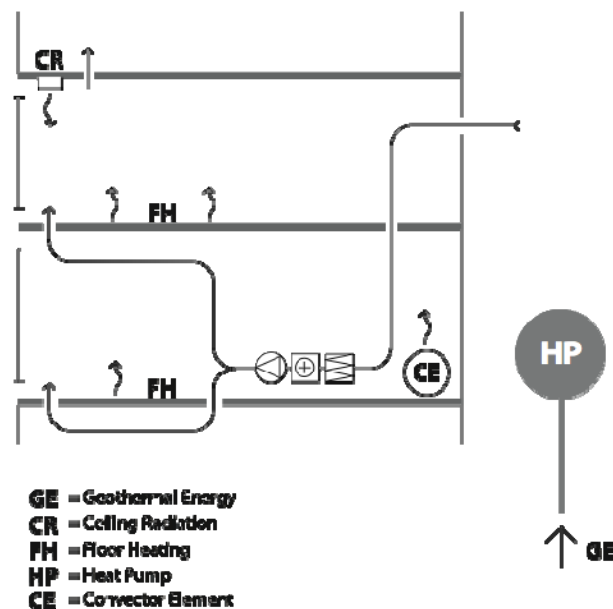 CR
FH
HP
CE
FH
GE
GE = Geothermal Energy
CR = Ceiling Radiation
FH = Floor Heating
HP = Heat Pump
CE = Convector Element